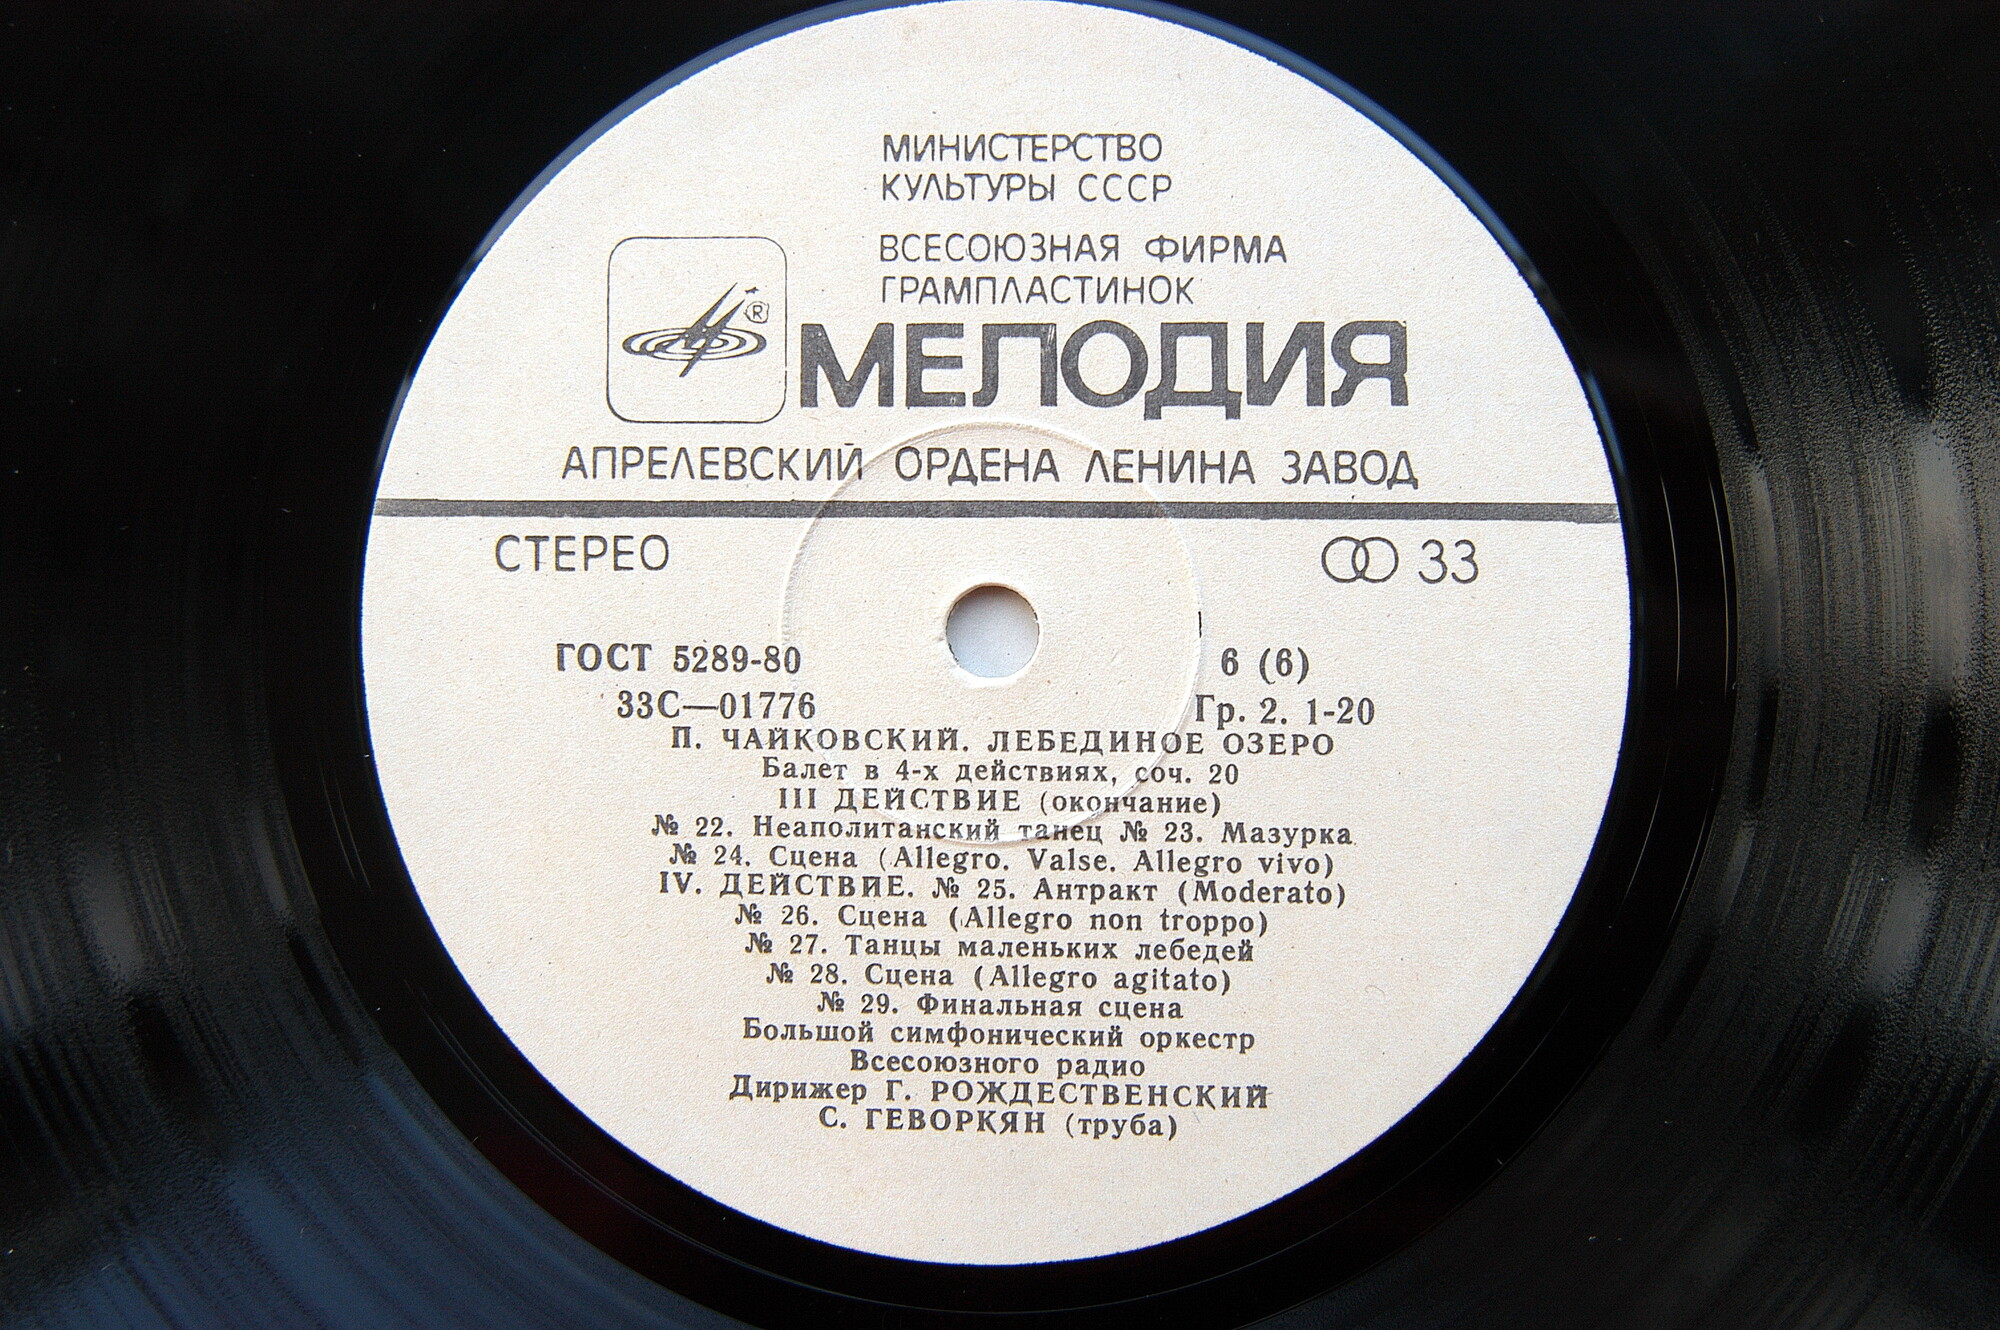 МИНИСТЕРСТВО
КУЛЬТУРЫ СССР
ВСЕСОЮЗНАЯ ФИРМА
ГРАМПЛАСТИНОК
®
МЕЛОДИЯ
АПРЕЛЕВСКИЙ ОРДЕНА ЛЕНИНА ЗАВОД
СТЕРЕО 33
ГОСТ 5289-80 6 (6)
33С—01776 Гр. 2. 1-20
П. ЧАЙКОВСКИЙ. ЛЕБЕДИНОЕ ОЗЕРО
Балет в 4-х действиях, соч. 20
III ДЕЙСТВИЕ (окончание)
№ 22. Неаполитанский танец № 23. Мазурка
№ 24. Сцена (Allegro. Valse. Allegro vivo)
IV. ДЕЙСТВИЕ. № 25. Антракт (Moderato)
№ 26. Сцена (Allegro non troppo)
№ 27. Танцы маленьких лебедей
№ 28. Сцена (Allegro agitato)
№ 29. Финальная сцена
Большой симфонический оркестр
Всесоюзного радио
Дирижер Г. РОЖДЕСТВЕНСКИЙ
С. ГЕВОРКЯН (труба)